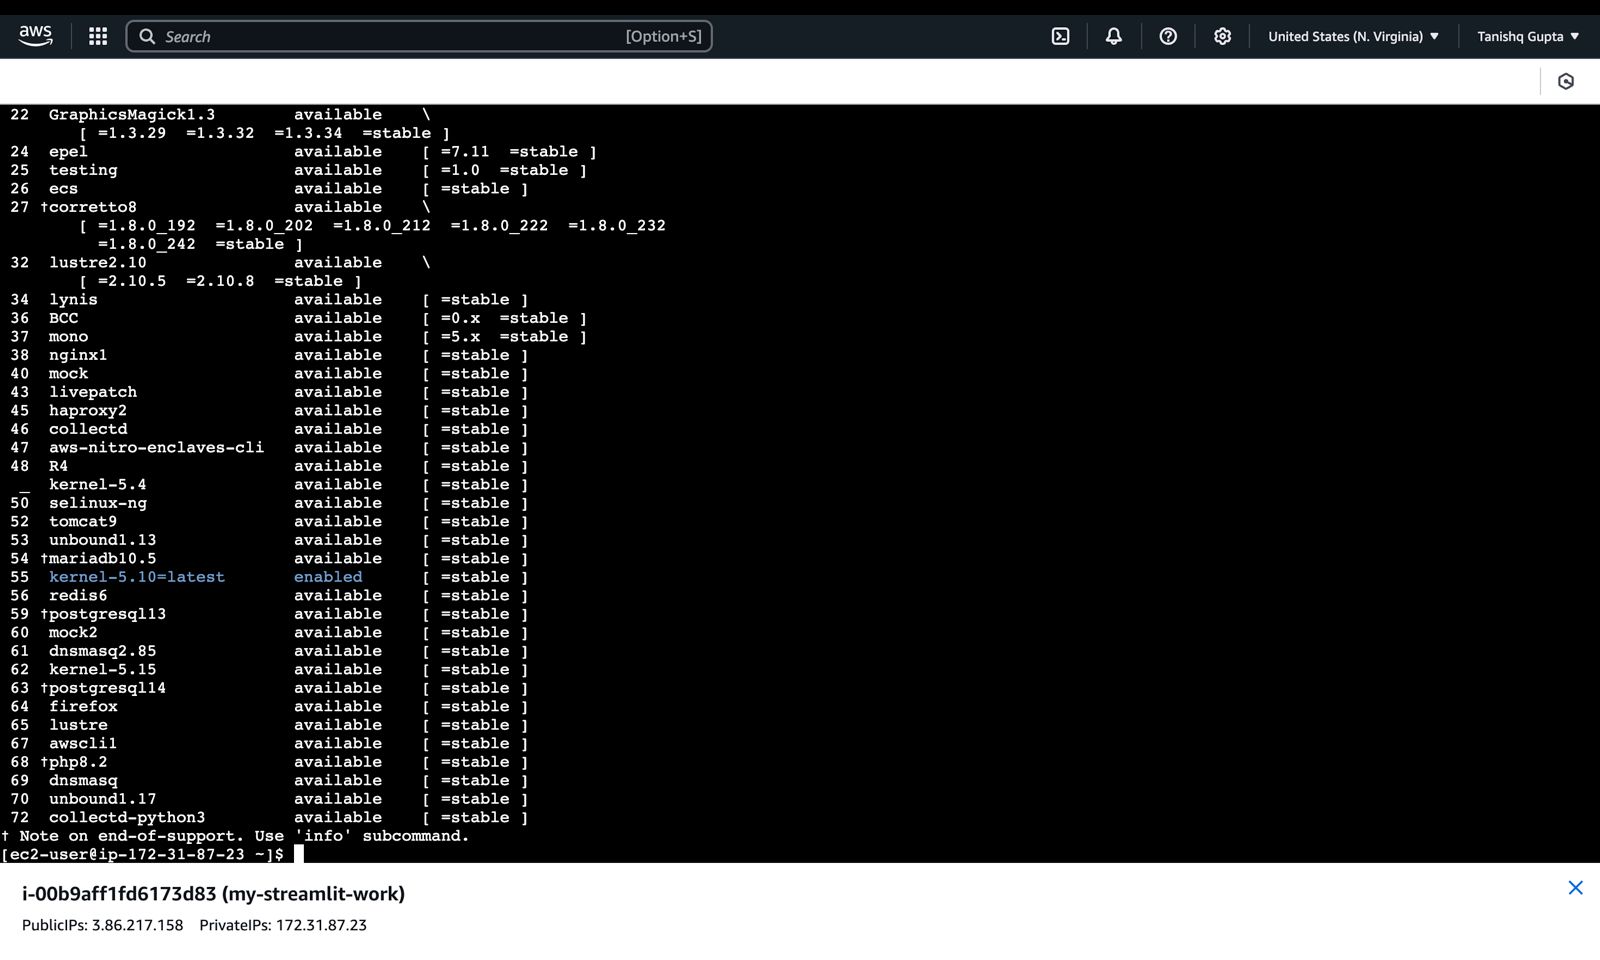 aws
Search [Option+S]
United States (N. Virginia) ▼
Tanishq Gupta ▼
22 GraphicsMagick1.3 available \
[ =1.3.29 =1.3.32 =1.3.34 =stable ]
24 epel available [ =7.11 =stable ]
25 testing available [ =1.0 =stable ]
26 ecs available [ =stable ]
27 †corretto8 available \
[ =1.8.0_192 =1.8.0_202 =1.8.0_212 =1.8.0_222 =1.8.0_232
=1.8.0_242 =stable ]
32 lustre2.10 available \
[ =2.10.5 =2.10.8 =stable ]
34 lynis available [ =stable ]
36 BCC available [ =0.x =stable ]
37 mono available [ =5.x =stable ]
38 nginx1 available [ =stable ]
40 mock available [ =stable ]
43 livepatch available [ =stable ]
45 haproxy2 available [ =stable ]
46 collectd available [ =stable ]
47 aws-nitro-enclaves-cli available [ =stable ]
48 R4 available [ =stable ]
_ kernel-5.4 available [ =stable ]
50 selinux-ng available [ =stable ]
52 tomcat9 available [ =stable ]
53 unbound1.13 available [ =stable ]
54 †mariadb10.5 available [ =stable ]
55 kernel-5.10=latest enabled [ =stable ]
56 redis6 available [ =stable ]
59 †postgresql13 available [ =stable ]
60 mock2 available [ =stable ]
61 dnsmasq2.85 available [ =stable ]
62 kernel-5.15 available [ =stable ]
63 †postgresql14 available [ =stable ]
64 firefox available [ =stable ]
65 lustre available [ =stable ]
67 awscli1 available [ =stable ]
68 †php8.2 available [ =stable ]
69 dnsmasq available [ =stable ]
70 unbound1.17 available [ =stable ]
72 collectd-python3 available [ =stable ]
† Note on end-of-support. Use 'info' subcommand.
[ec2-user@ip-172-31-87-23 ~]$
i-00b9aff1fd6173d83 (my-streamlit-work)
PublicIPs: 3.86.217.158 PrivateIPs: 172.31.87.23